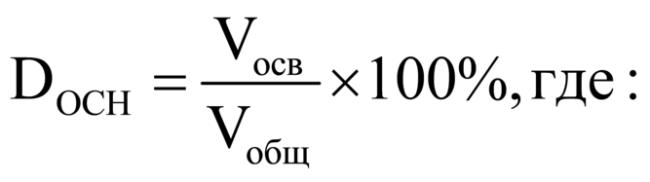 D_ОСН = V_осв / V_общ ×100%, где: